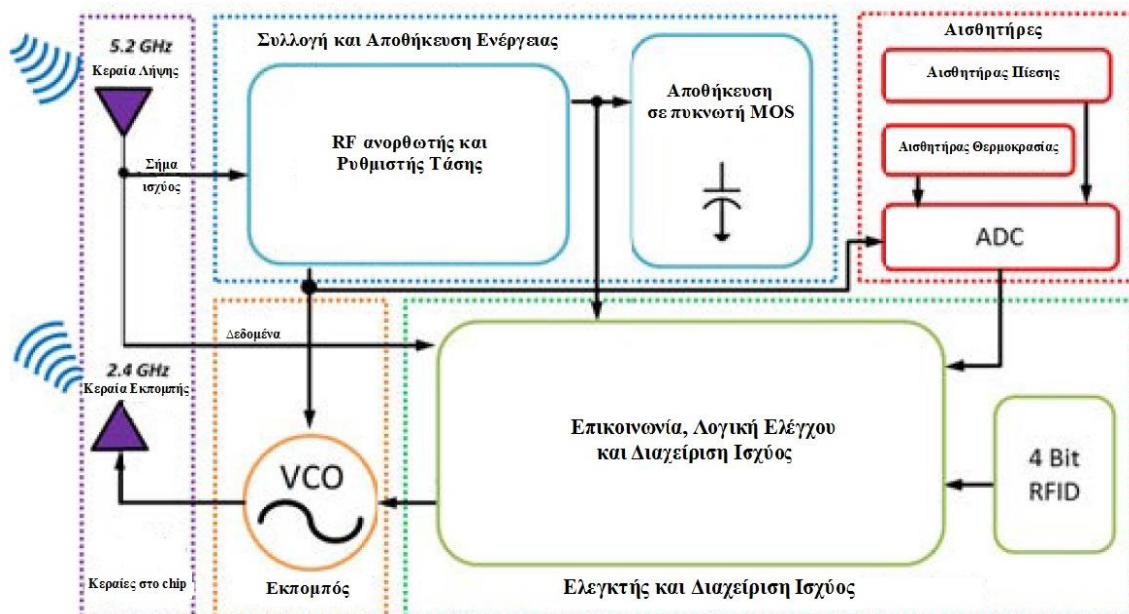 5.2 GHz
Κεραία Λήψης
Σήμα
ισχύος
Συλλογή και Αποθήκευση Ενέργειας
RF ανορθωτής και
Ρυθμιστής Τάσης
Αποθήκευση
σε πυκνωτή MOS
Αισθητήρες
Αισθητήρας Πίεσης
Αισθητήρας Θερμοκρασίας
ADC
Δεδομένα
2.4 GHz
Κεραία Εκπομπής
VCO
Επικοινωνία, Λογική Ελέγχου
και Διαχείριση Ισχύος
4 Bit
RFID
Κεραίες στο chip
Εκπομπός
Ελεγκτής και Διαχείριση Ισχύος